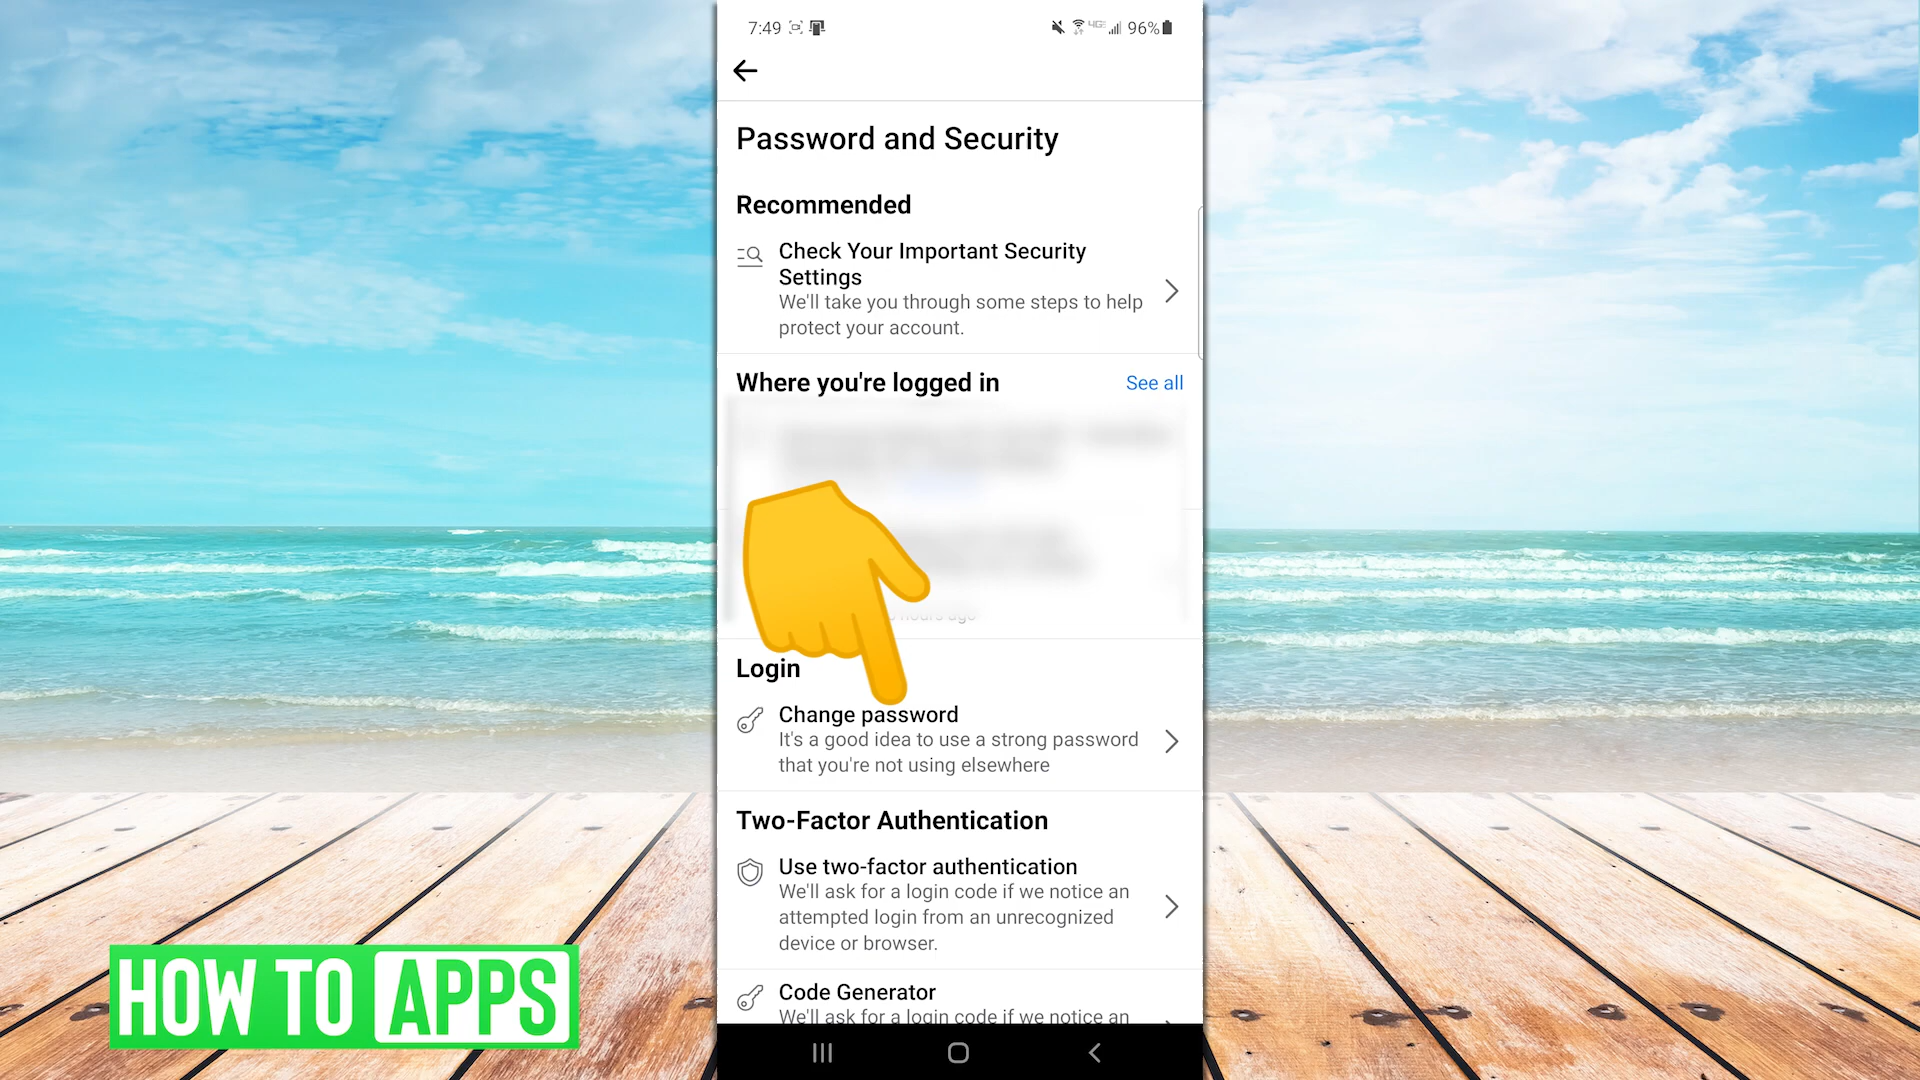 7:49 4GE 96%
Password and Security
Recommended
Check Your Important Security
Settings
We'll take you through some steps to help
protect your account.
Where you're logged in See all
hours ago
Login
Change password
It's a good idea to use a strong password
that you're not using elsewhere
Two-Factor Authentication
Use two-factor authentication
We'll ask for a login code if we notice an
attempted login from an unrecognized
device or browser.
Code Generator
We'll ask for a login code if we notice an
HOW TO APPS